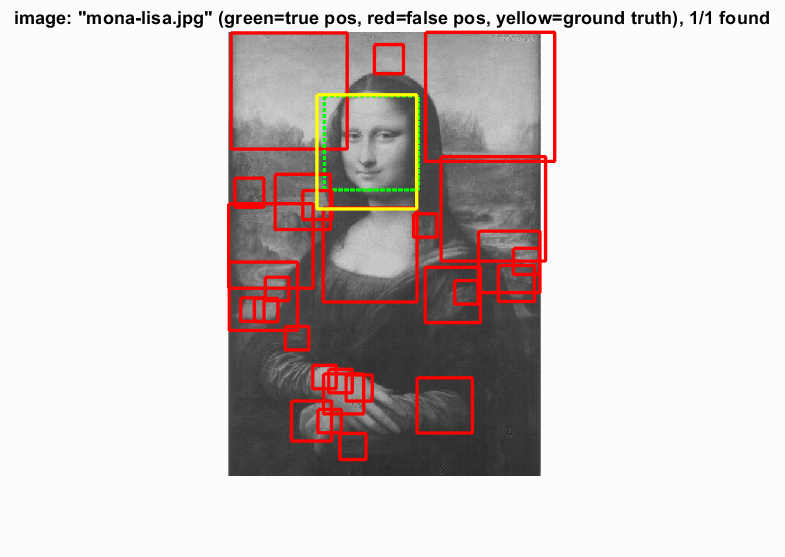 image: "mona-lisa.jpg" (green=true pos, red=false pos, yellow=ground truth), 1/1 found